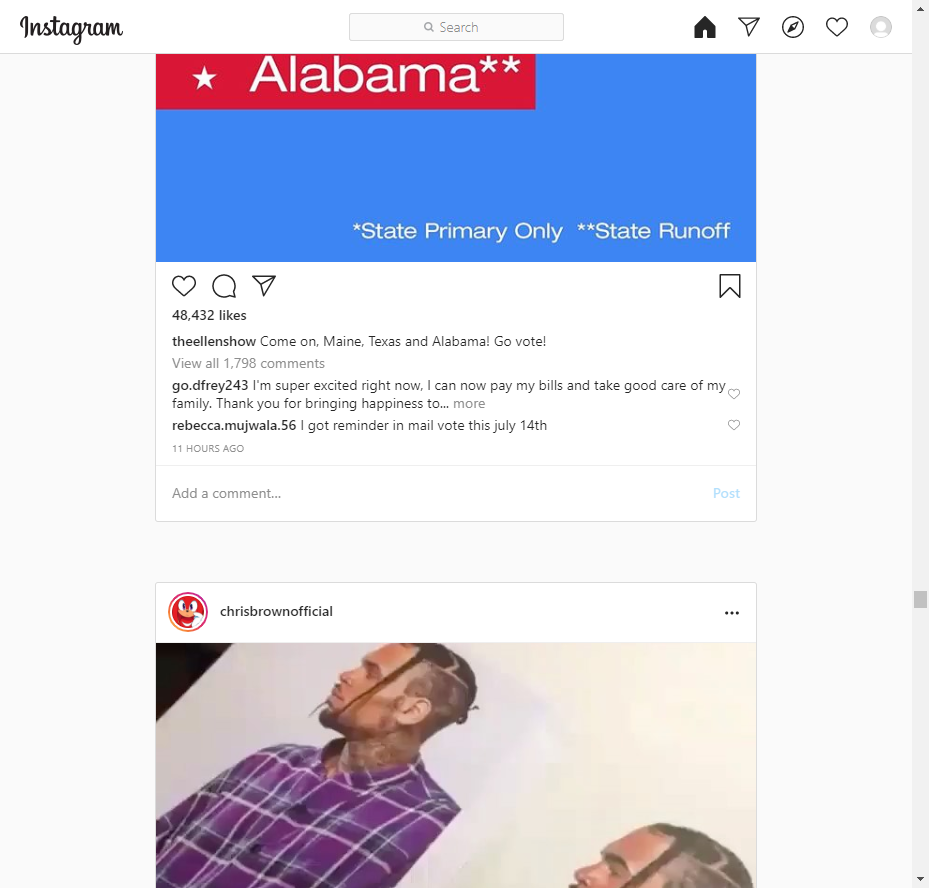 Instagram
Search
Alabama**
*State Primary Only **State Runoff
48,432 likes
theellenshow Come on, Maine, Texas and Alabama! Go vote!
View all 1,798 comments
go.dfrey243 I'm super excited right now, I can now pay my bills and take good care of my
family. Thank you for bringing happiness to... more
rebecca.mujwala.56 I got reminder in mail vote this july 14th
11 HOURS AGO
Add a comment... Post
chrisbrownofficial